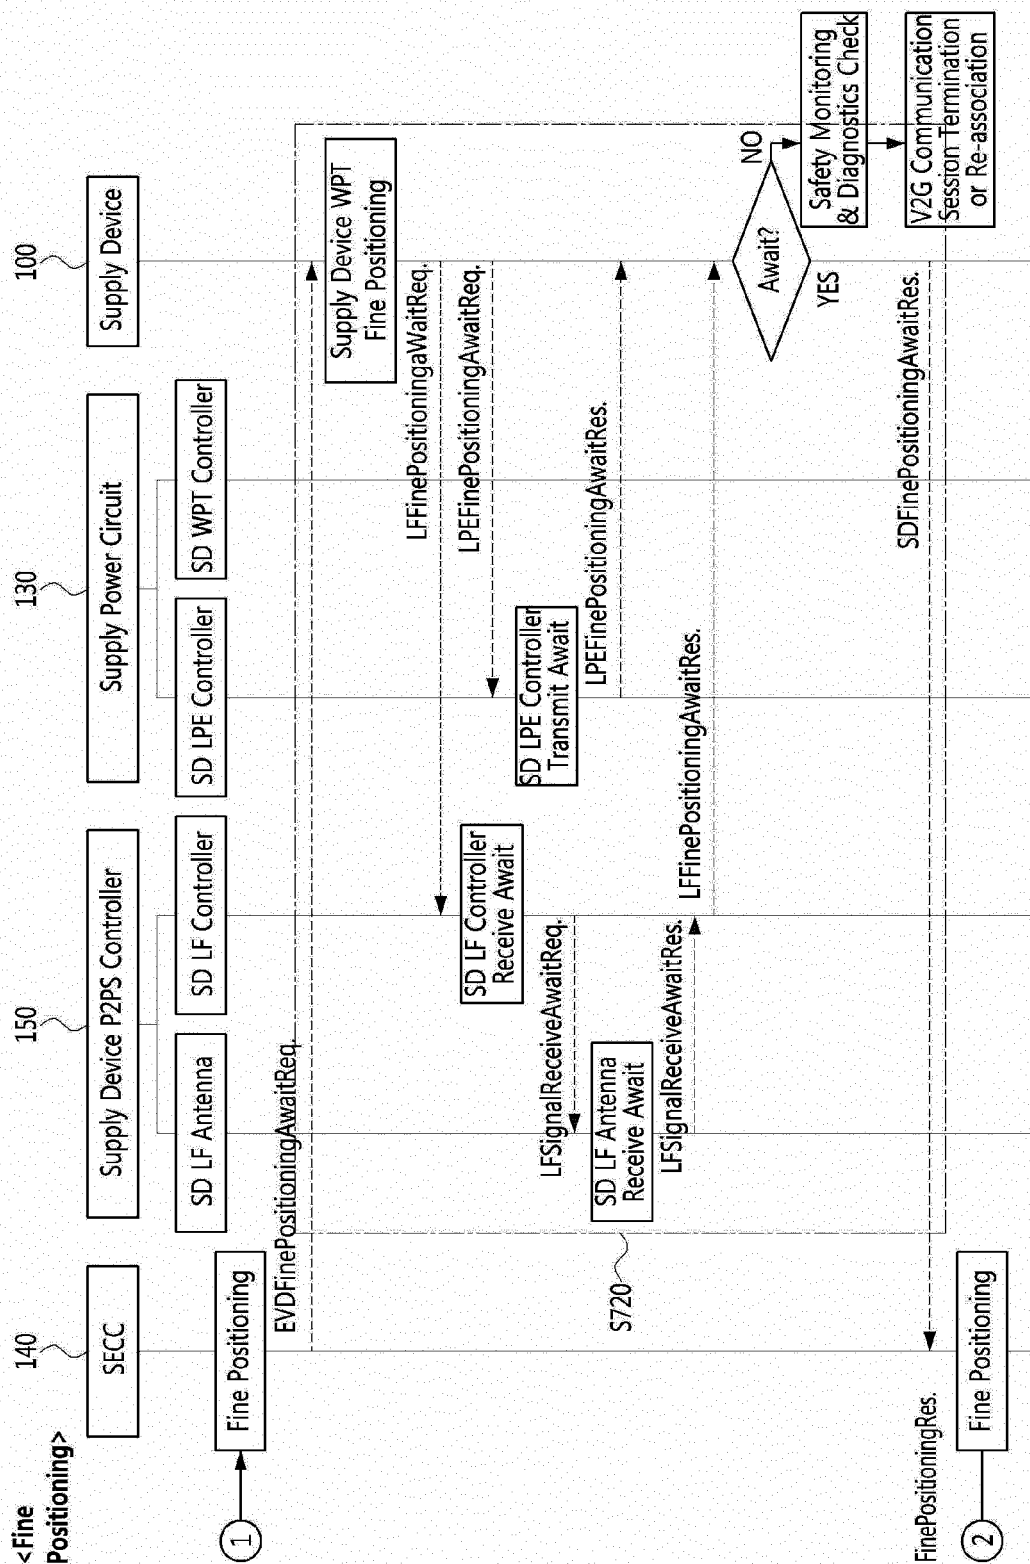 <Fine
Positioning>
140
SECC
150
Supply Device P2PS Controller
130
Supply Power Circuit
100
Supply Device
SD LF Antenna
SD LF Controller
SD LPE Controller
SD WPT Controller
1
Fine Positioning
EVDFinePositioningAwaitReq.
Supply Device WPT
Fine Positioning
LFFinePositioningaWaitReq.
LPEFinePositioningAwaitReq.
SD LF Controller
Receive Await
SD LPE Controller
Transmit Await
LFSignalReceiveAwaitReq.
LPEFinePositioningAwaitRes.
SD LF Antenna
Receive Await
S720
LFSignalReceiveAwaitRes.
LFFinePositioningAwaitRes.
Await?
NO
YES
Safety Monitoring
& Diagnostics Check
V2G Communication
Session Termination
or Re-association
SDFinePositioningAwaitRes.
FinePositioningRes.
2
Fine Positioning